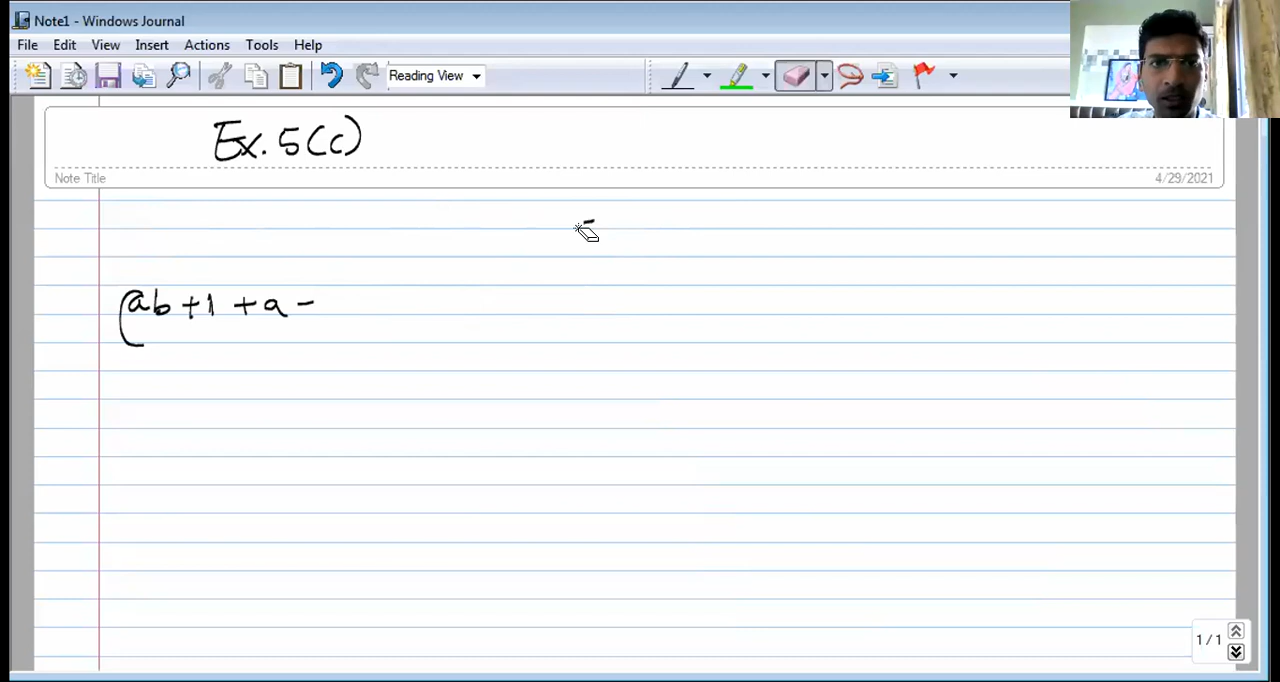 Note1 - Windows Journal
File Edit View Insert Actions Tools Help
Reading View
Ex. 5(c)
Note Title
4/29/2021
-
(ab+1 +a -
1 / 1